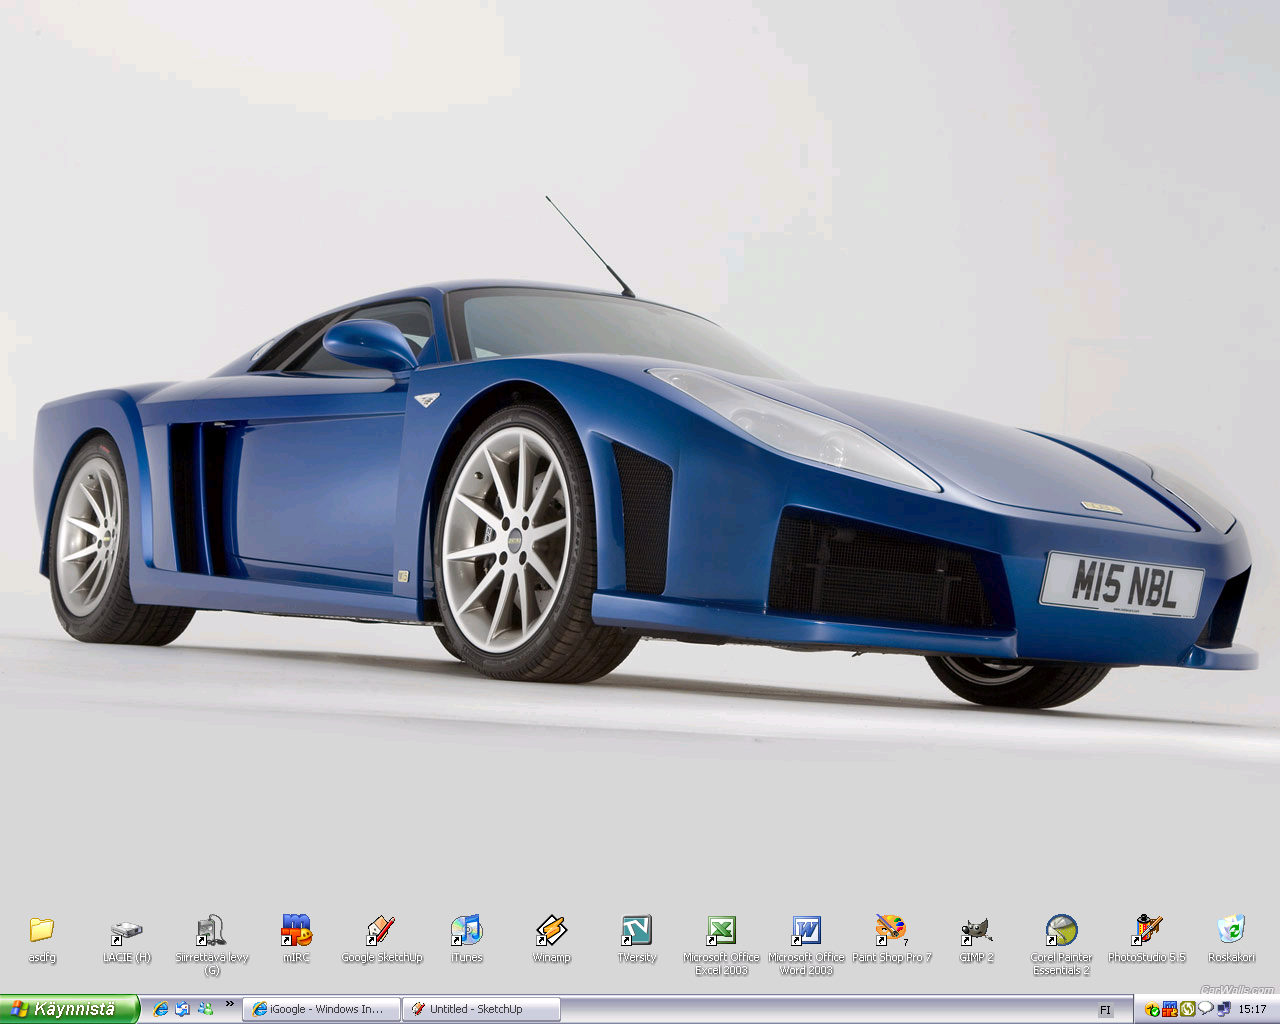 M15 NBL
asdfg
LACIE (H)
Siirrettävä levy
(G)
mIRC
Google SketchUp
iTunes
Winamp
TVersity
Microsoft Office
Excel 2003
Microsoft Office
Word 2003
Paint Shop Pro 7
GIMP 2
Corel Painter
Essentials 2
PhotoStudio 5.5
Roskakori
CarWalls.com
Käynnistä
»
iGoogle - Windows In...
Untitled - SketchUp
FI
15:17